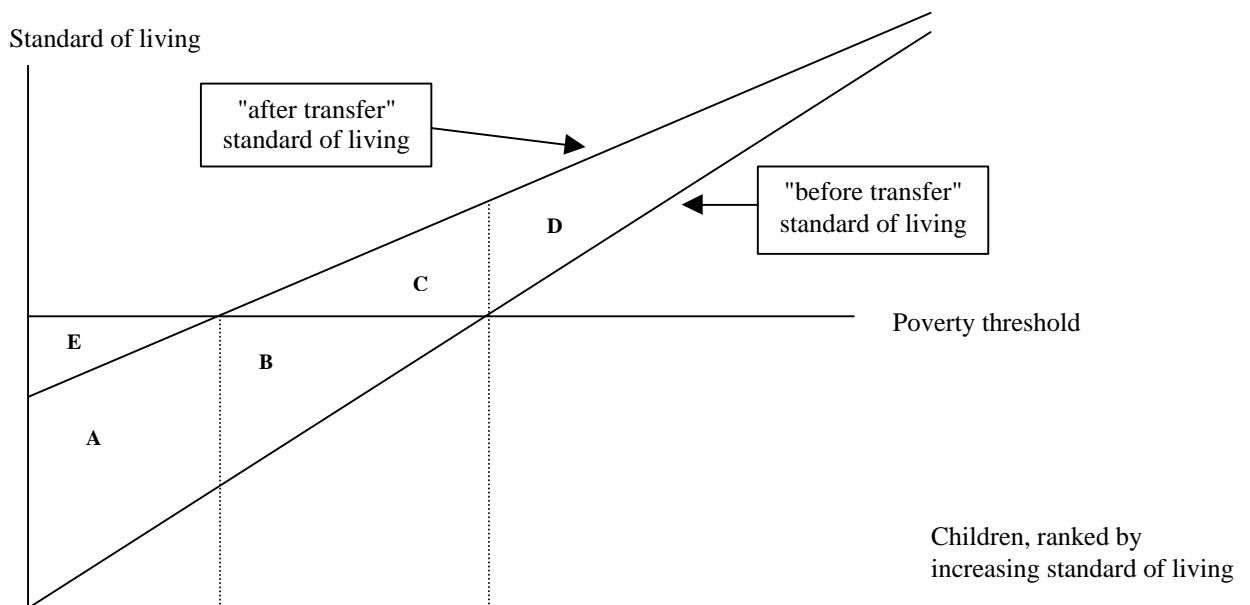 Standard of living
"after transfer"
standard of living
"before transfer"
standard of living
D
C
Poverty threshold
E
B
A
Children, ranked by
increasing standard of living